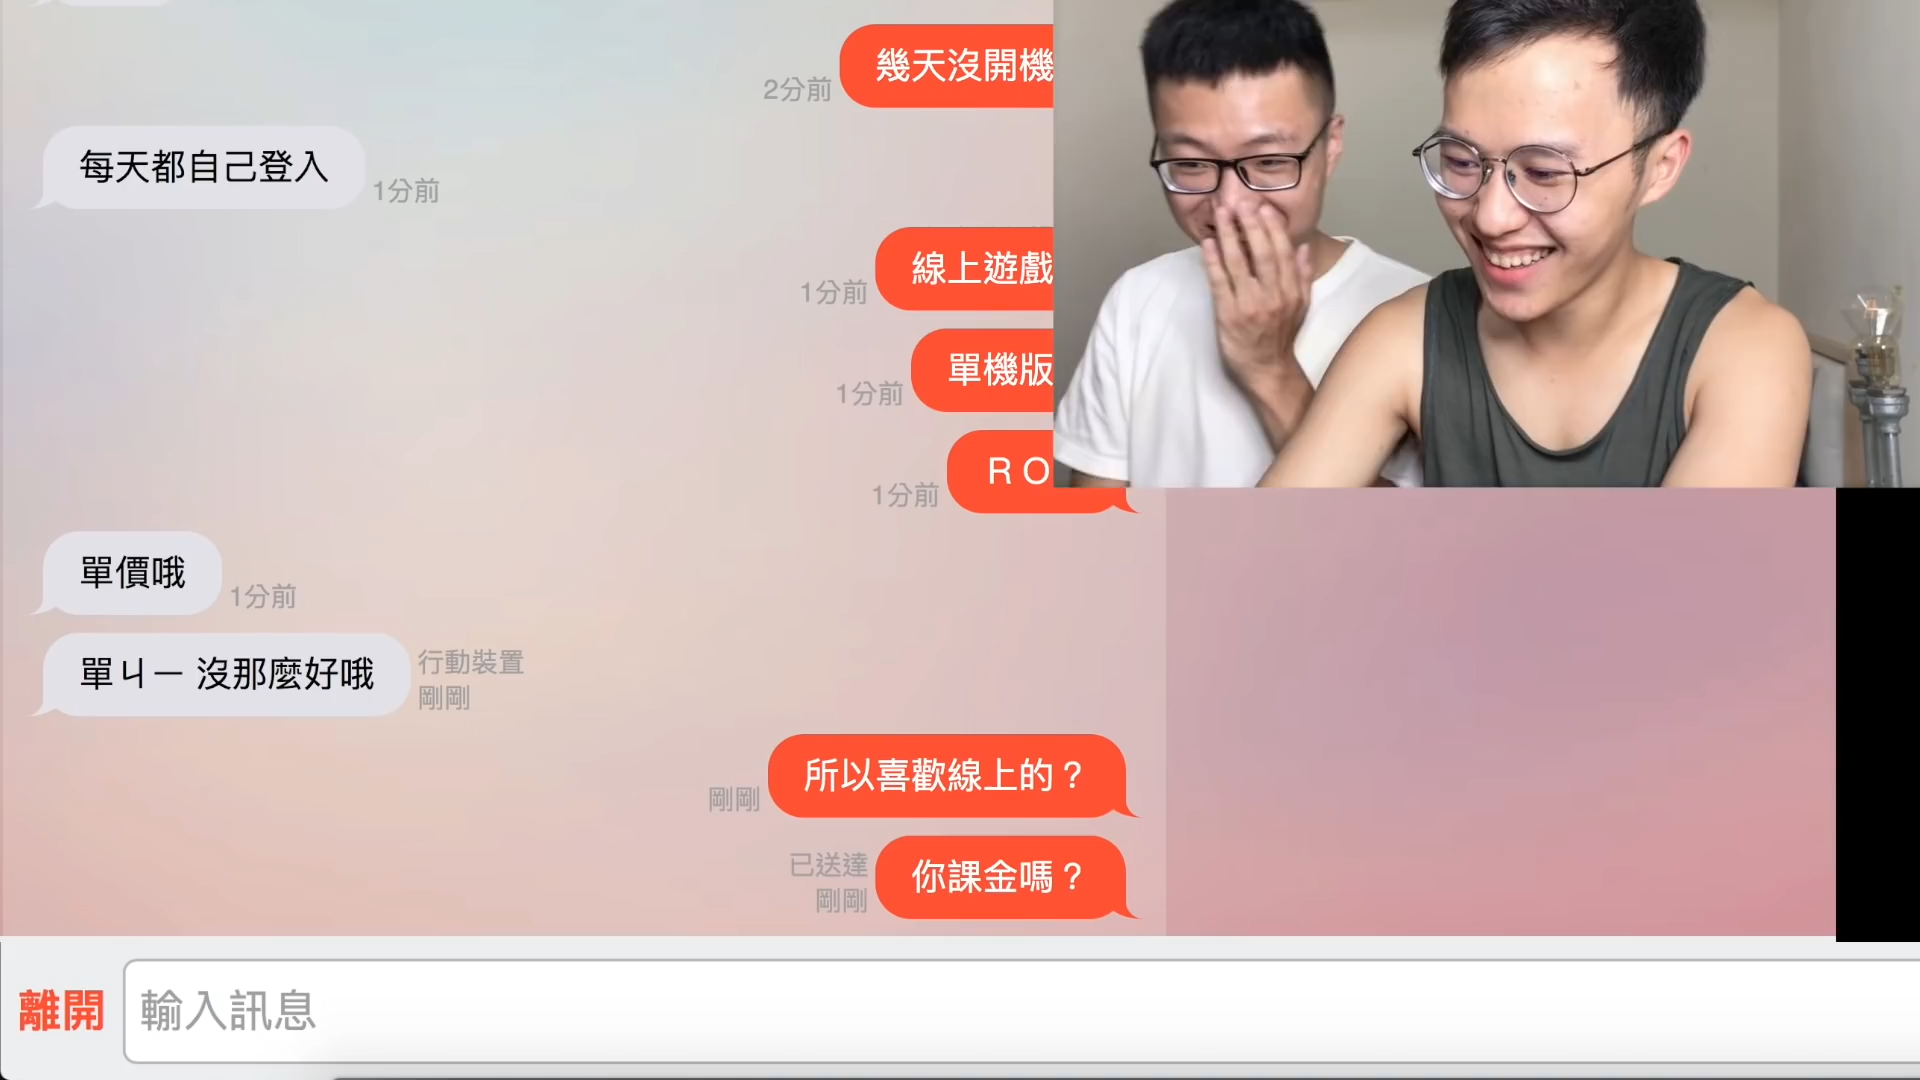 幾天沒開機
2分前
每天都自己登入
1分前
線上遊戲
1分前
單機版
1分前
R O
1分前
單價哦
1分前
單ㄐㄧ 沒那麼好哦
行動裝置
剛剛
所以喜歡線上的？
剛剛
你課金嗎？
已送達
剛剛
離開
輸入訊息